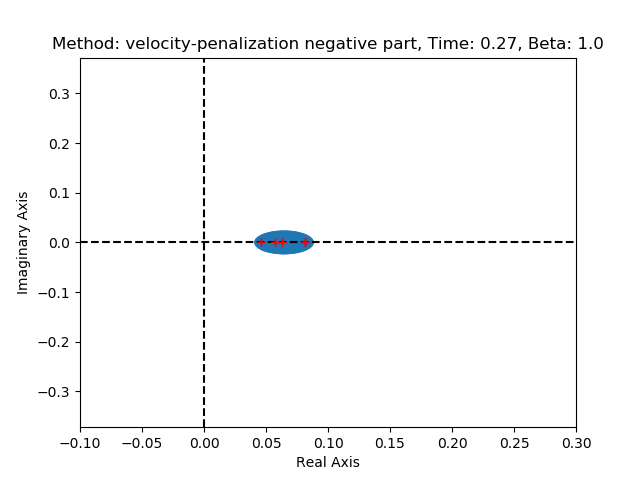 Method: velocity-penalization negative part, Time: 0.27, Beta: 1.0
Imaginary Axis
0.3
0.2
0.1
0.0
−0.1
−0.2
−0.3
−0.10 −0.05 0.00 0.05 0.10 0.15 0.20 0.25 0.30
Real Axis